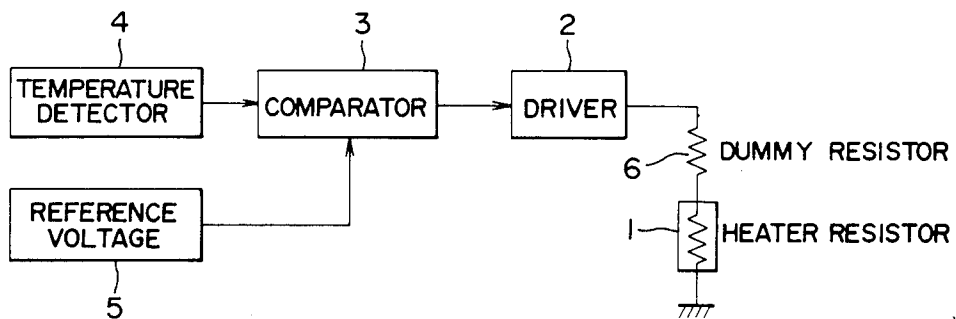 4
3
2
TEMPERATURE
DETECTOR
COMPARATOR
DRIVER
6
DUMMY RESISTOR
REFERENCE
VOLTAGE
1
HEATER RESISTOR
5